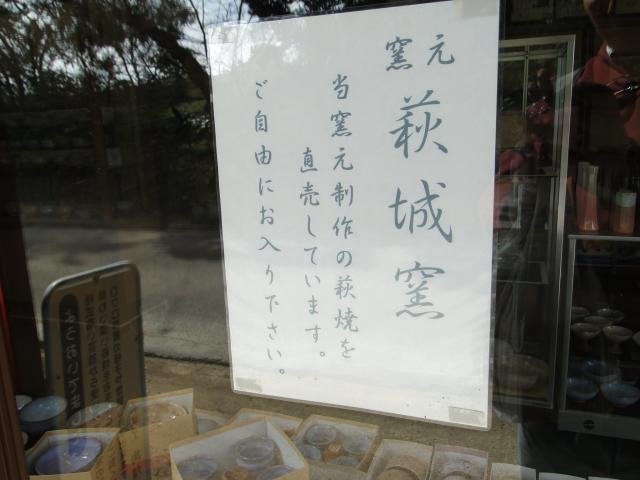 窯元
萩城窯
当窯元制作の萩焼を
直売しています。
ご自由にお入り下さい。